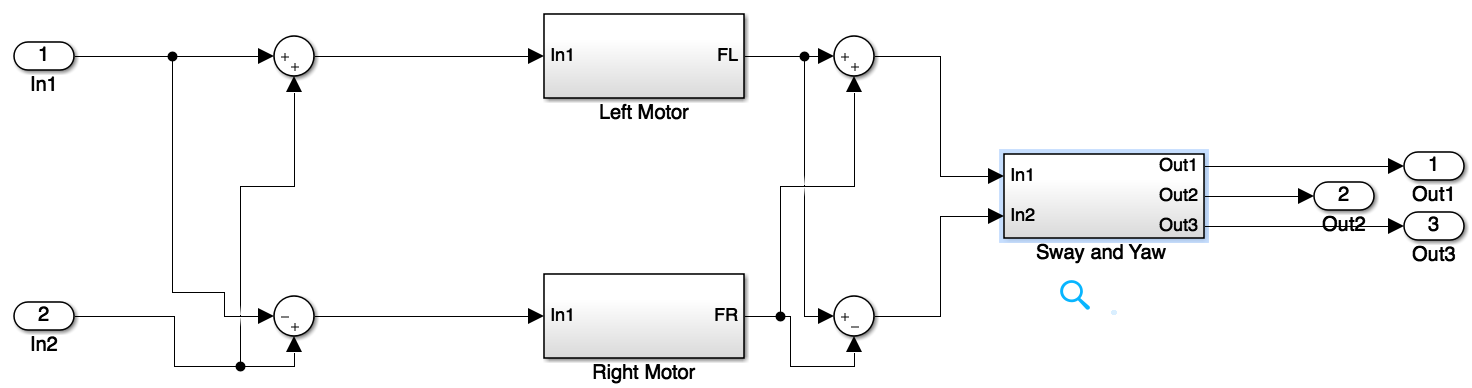 1
In1
+
+
In1
FL
Left Motor
+
+
In1
In2
Out1
Out2
Out3
Sway and Yaw
1
Out1
2
Out2
3
Out3
2
In2
−
+
In1
FR
Right Motor
+
−